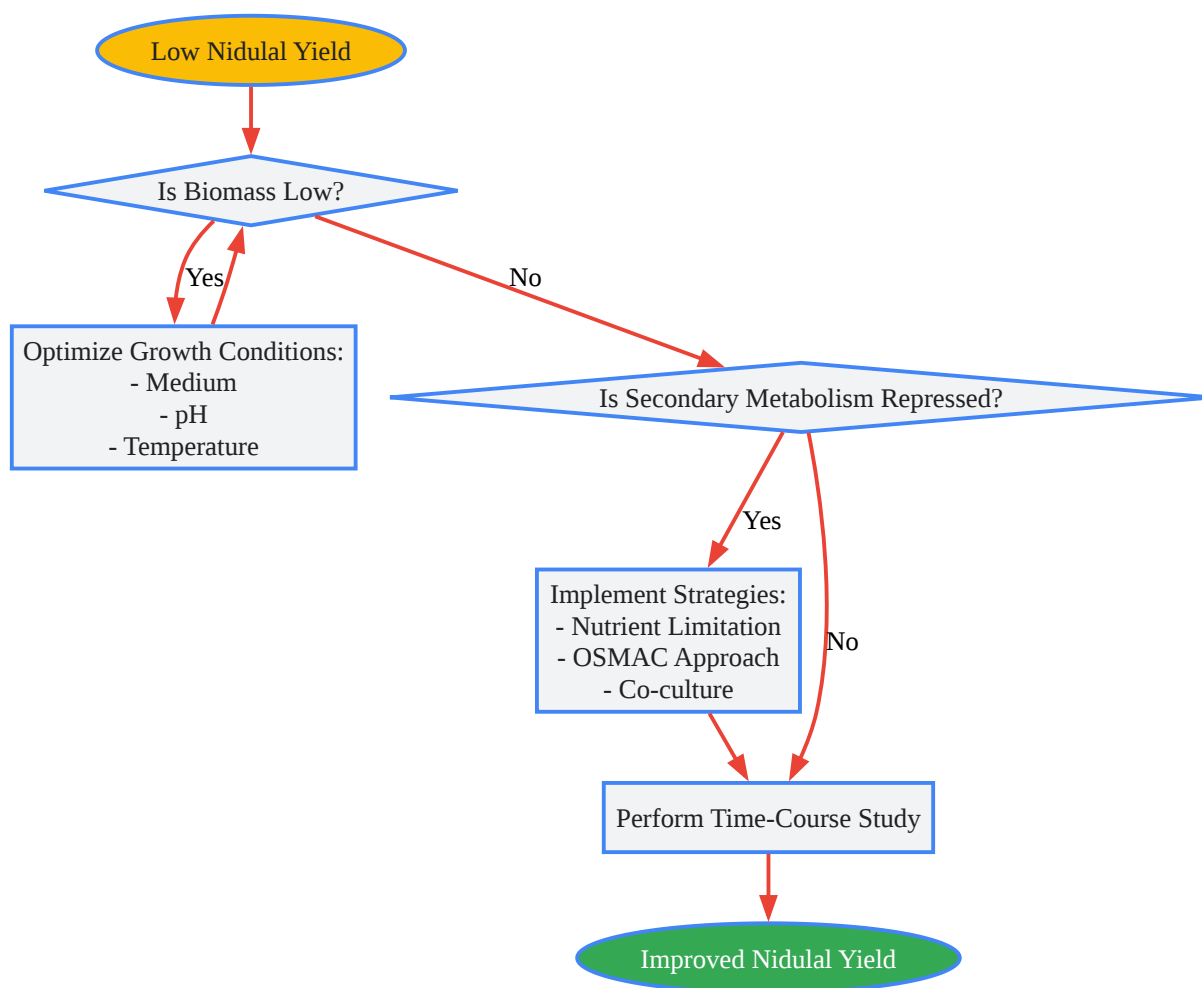 Low Nidulal Yield
Is Biomass Low?
Yes
No
Optimize Growth Conditions:
- Medium
- pH
- Temperature
Is Secondary Metabolism Repressed?
Yes
No
Implement Strategies:
- Nutrient Limitation
- OSMAC Approach
- Co-culture
Perform Time-Course Study
Improved Nidulal Yield